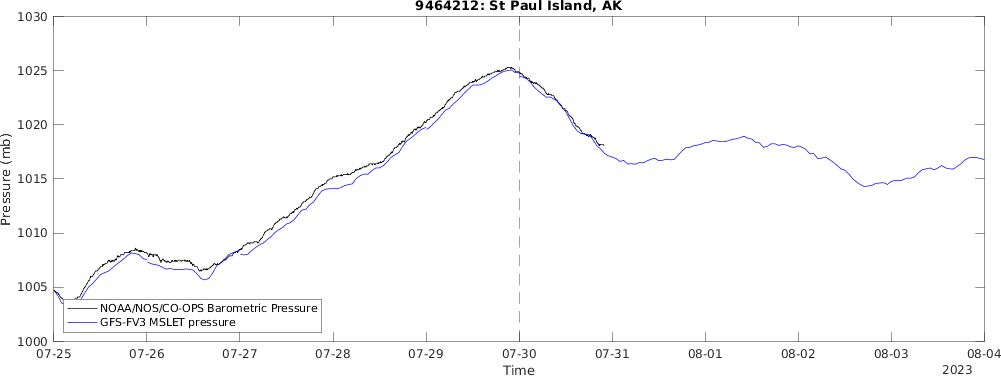 9464212: St Paul Island, AK
Pressure (mb)
1030
1025
1020
1015
1010
1005
1000
NOAA/NOS/CO-OPS Barometric Pressure
GFS-FV3 MSLET pressure
07-25 07-26 07-27 07-28 07-29 07-30 07-31 08-01 08-02 08-03 08-04
Time
2023